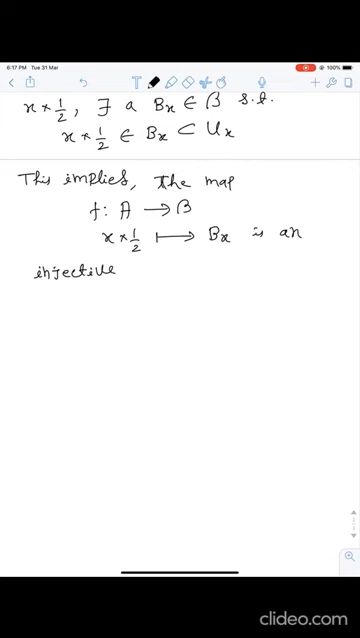 6:17 PM Tue 31 Mar
100%
T
x × 1/2, ∃ a Bx ∈ β s.t.
x × 1/2 ∈ Bx ⊂ Ux
This implies, the map
f: A → β
x × 1/2 ⟼ Bx is an
injective
clideo.com